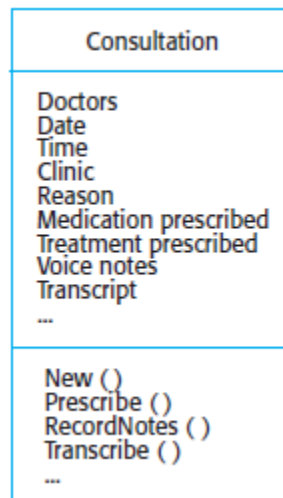 Consultation
Doctors
Date
Time
Clinic
Reason
Medication prescribed
Treatment prescribed
Voice notes
Transcript
...
New ( )
Prescribe ( )
RecordNotes ( )
Transcribe ( )
...